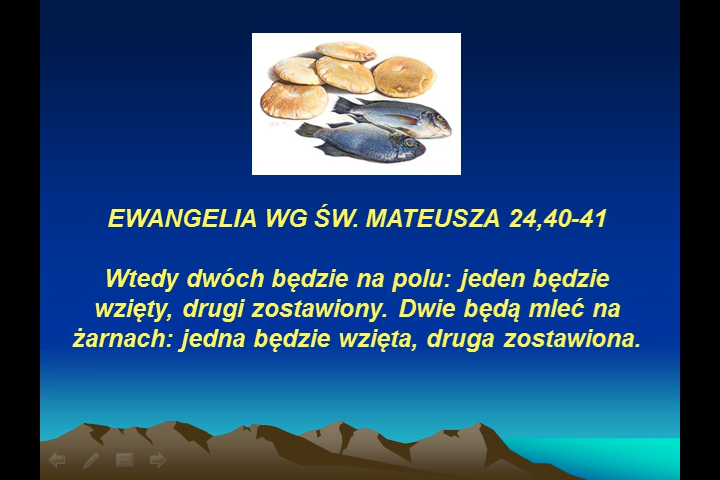 EWANGELIA WG ŚW. MATEUSZA 24,40-41
Wtedy dwóch będzie na polu: jeden będzie
wzięty, drugi zostawiony. Dwie będą mleć na
żarnach: jedna będzie wzięta, druga zostawiona.